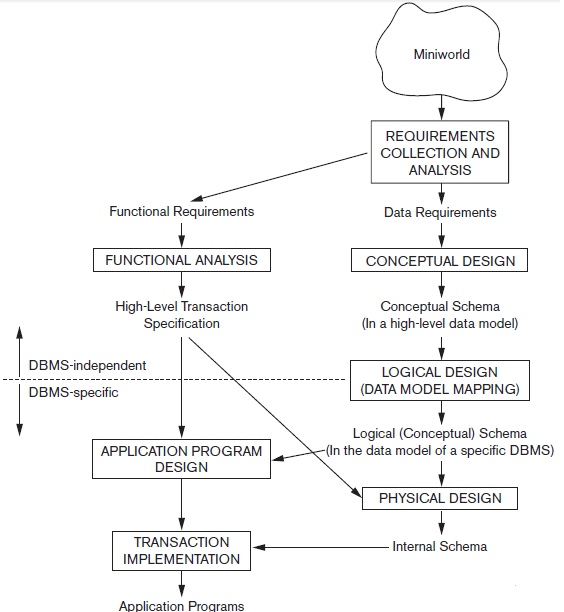 Miniworld
REQUIREMENTS
COLLECTION AND
ANALYSIS
Functional Requirements
Data Requirements
FUNCTIONAL ANALYSIS
CONCEPTUAL DESIGN
High-Level Transaction
Specification
Conceptual Schema
(In a high-level data model)
DBMS-independent
DBMS-specific
LOGICAL DESIGN
(DATA MODEL MAPPING)
Logical (Conceptual) Schema
(In the data model of a specific DBMS)
APPLICATION PROGRAM
DESIGN
PHYSICAL DESIGN
TRANSACTION
IMPLEMENTATION
Internal Schema
Application Programs